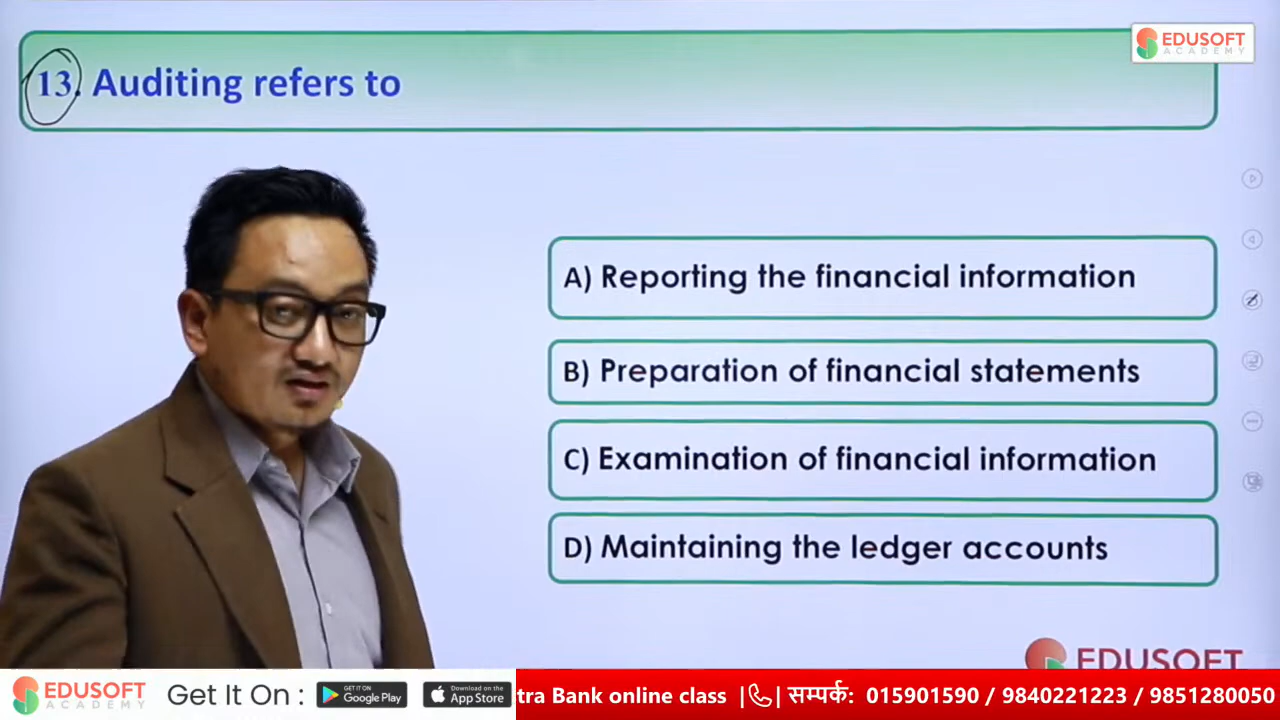 EDUSOFT
ACADEMY
13. Auditing refers to
A) Reporting the financial information
B) Preparation of financial statements
C) Examination of financial information
D) Maintaining the ledger accounts
EDUSOFT
EDUSOFT
ACADEMY
Get It On :
GET IT ON
Google Play
Download on the
App Store
tra Bank online class | | सम्पर्क: 015901590 / 9840221223 / 9851280050